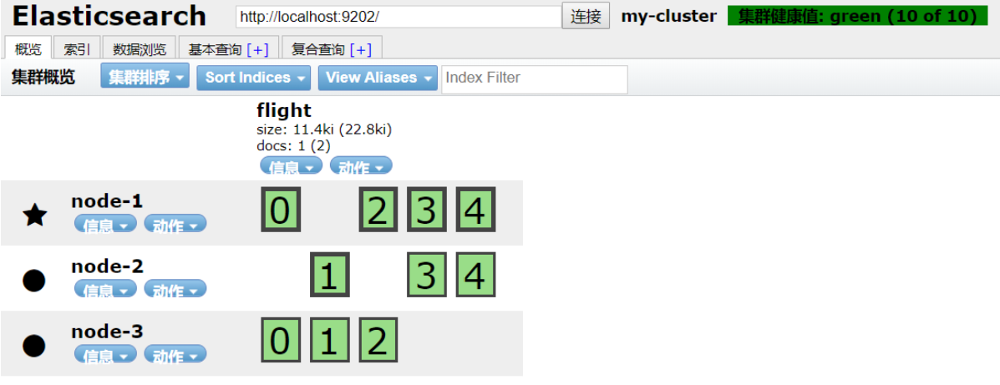 Elasticsearch http://localhost:9202/ 连接 my-cluster 集群健康值: green (10 of 10)
概览 索引 数据浏览 基本查询 [+] 复合查询 [+]
集群概览 集群排序 Sort Indices View Aliases Index Filter
flight
size: 11.4ki (22.8ki)
docs: 1 (2)
信息 动作
node-1
信息 动作
0 2 3 4
node-2
信息 动作
1 3 4
node-3
信息 动作
0 1 2